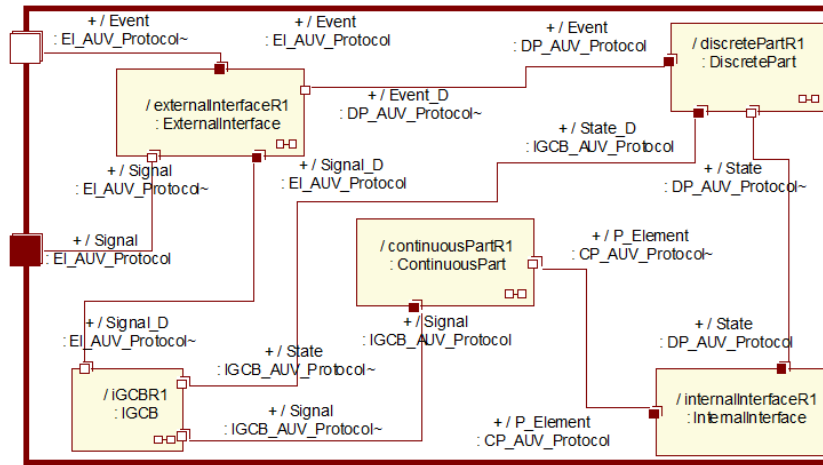 + / Event
: EI_AUV_Protocol~
+ / Event
: EI_AUV_Protocol
+ / Event
: DP_AUV_Protocol
/ discretePartR1
: DiscretePart
/ externalInterfaceR1
: ExternalInterface
+ / Event_D
: DP_AUV_Protocol~
+ / State_D
: IGCB_AUV_Protocol
+ / Signal
: EI_AUV_Protocol~
+ / Signal_D
: EI_AUV_Protocol
+ / State
: DP_AUV_Protocol~
+ / Signal
: EI_AUV_Protocol
/ continuousPartR1
: ContinuousPart
+ / P_Element
: CP_AUV_Protocol~
+ / Signal_D
: EI_AUV_Protocol~
+ / Signal
: IGCB_AUV_Protocol
+ / State
: DP_AUV_Protocol
+ / State
: IGCB_AUV_Protocol~
/ iGCBR1
: IGCB
/ internalInterfaceR1
: InternalInterface
+ / Signal
: IGCB_AUV_Protocol~
+ / P_Element
: CP_AUV_Protocol